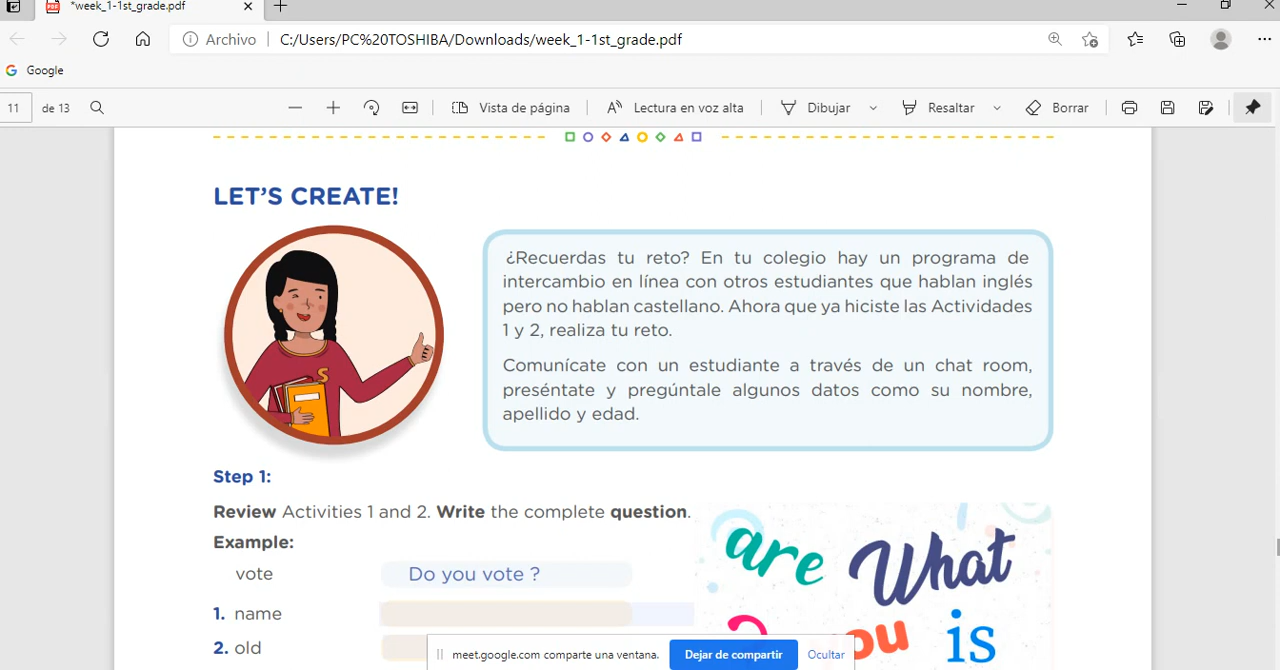 *week_1-1st_grade.pdf
Archivo C:/Users/PC%20TOSHIBA/Downloads/week_1-1st_grade.pdf
Google
11 de 13 Vista de página Lectura en voz alta Dibujar Resaltar Borrar
LET'S CREATE!
¿Recuerdas tu reto? En tu colegio hay un programa de
intercambio en línea con otros estudiantes que hablan inglés
pero no hablan castellano. Ahora que ya hiciste las Actividades
1 y 2, realiza tu reto.
Comunícate con un estudiante a través de un chat room,
preséntate y pregúntale algunos datos como su nombre,
apellido y edad.
S
Step 1:
Review Activities 1 and 2. Write the complete question.
Example:
vote Do you vote ?
1. name
2. old
are What
you is
meet.google.com comparte una ventana. Dejar de compartir Ocultar